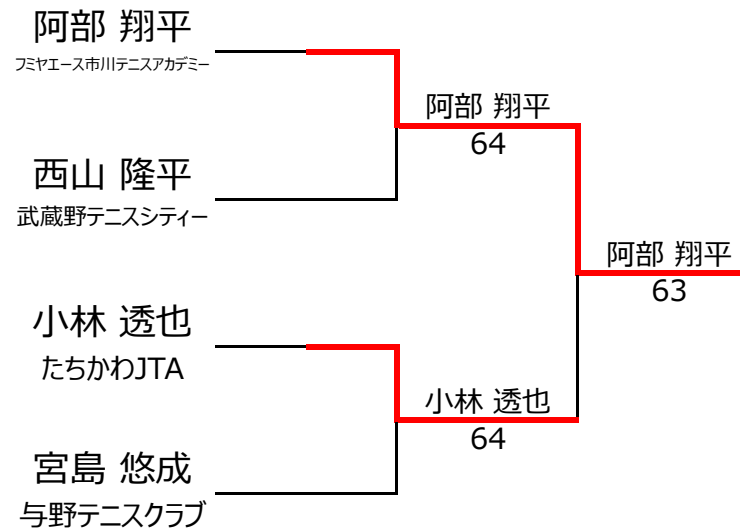 阿部 翔平
フミヤエース市川テニスアカデミー
西山 隆平
武蔵野テニスシティー
小林 透也
たちかわJTA
宮島 悠成
与野テニスクラブ
阿部 翔平
64
小林 透也
64
阿部 翔平
63